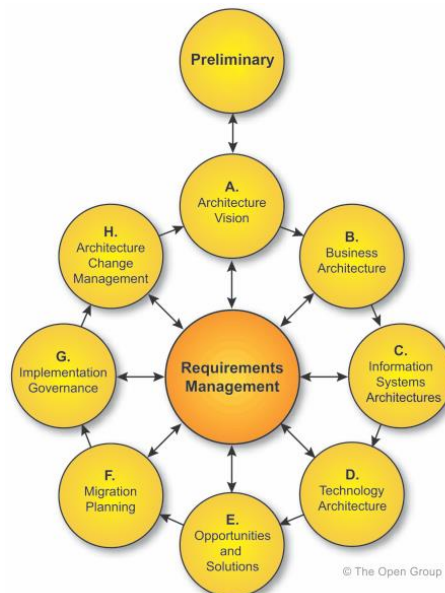 Preliminary
A.
Architecture
Vision
B.
Business
Architecture
C.
Information
Systems
Architectures
D.
Technology
Architecture
E.
Opportunities
and
Solutions
F.
Migration
Planning
G.
Implementation
Governance
H.
Architecture
Change
Management
Requirements
Management
© The Open Group